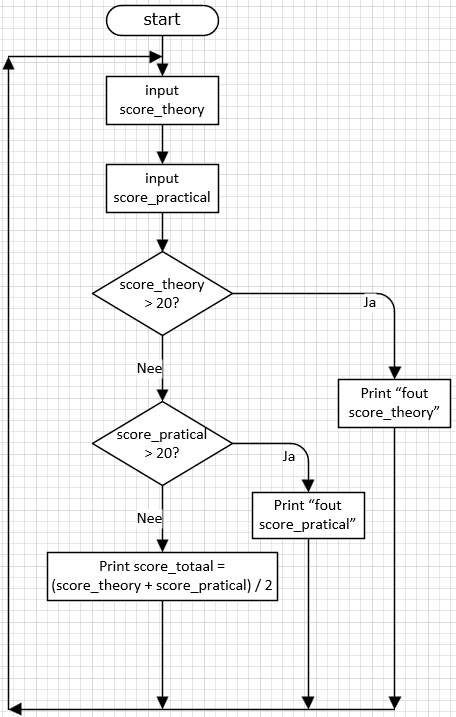 start
input
score_theory
input
score_practical
score_theory
> 20?
Ja
Nee
Print “fout
score_theory”
score_pratical
> 20?
Ja
Nee
Print “fout
score_pratical”
Print score_totaal =
(score_theory + score_pratical) / 2